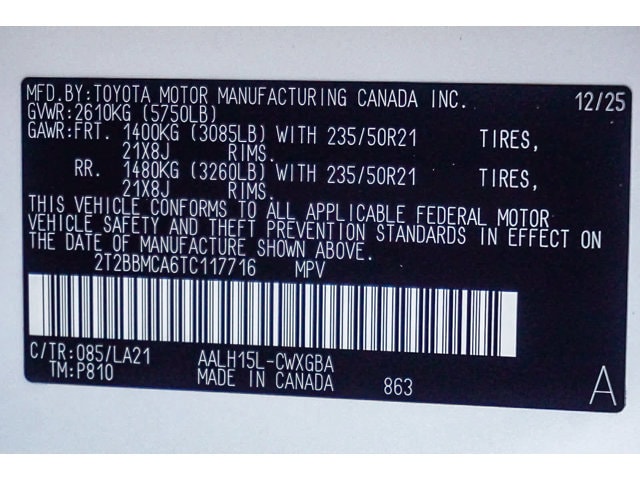 MFD.BY:TOYOTA MOTOR MANUFACTURING CANADA INC. 12/25
GVWR:2610KG (5750LB)
GAWR:FRT. 1400KG (3085LB) WITH 235/50R21 TIRES,
21X8J RIMS.
RR. 1480KG (3260LB) WITH 235/50R21 TIRES,
21X8J RIMS.
THIS VEHICLE CONFORMS TO ALL APPLICABLE FEDERAL MOTOR
VEHICLE SAFETY AND THEFT PREVENTION STANDARDS IN EFFECT ON
THE DATE OF MANUFACTURE SHOWN ABOVE.
2T2BBMCA6TC117716 MPV
C/TR:085/LA21 AALH15L-CWXGBA
TM:P810 MADE IN CANADA 863 A